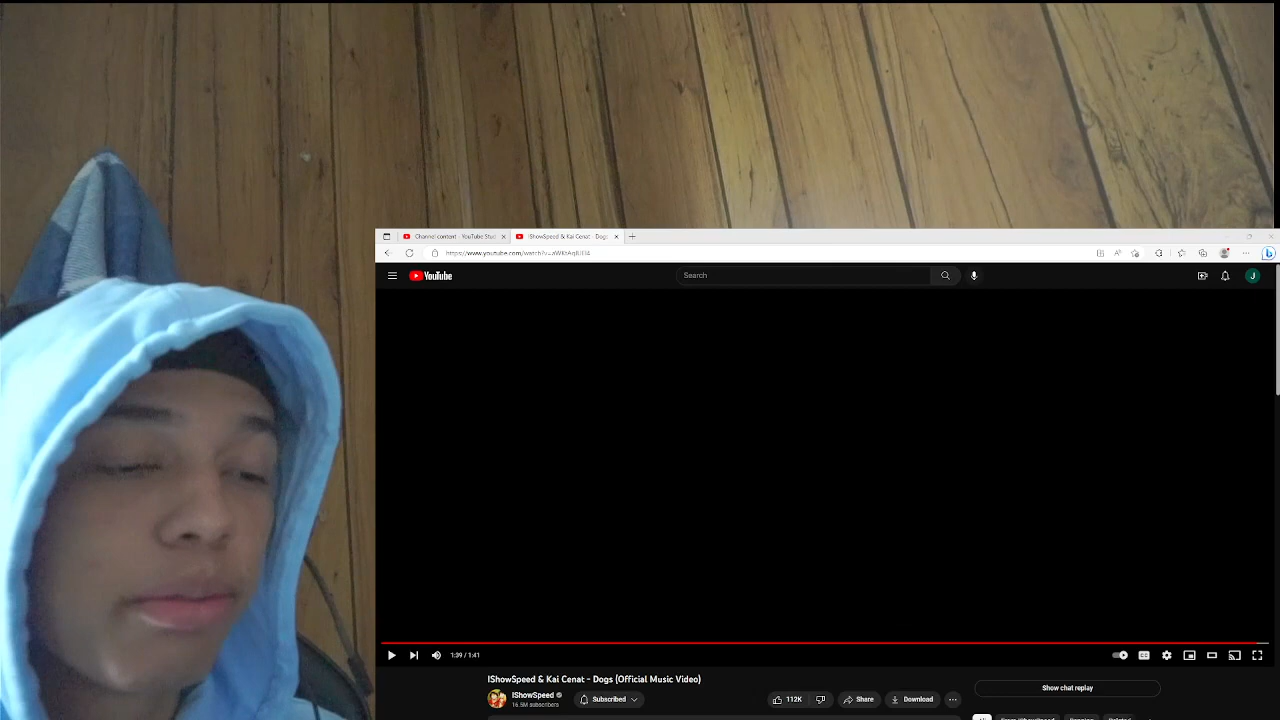 Channel content - YouTube Stud
IShowSpeed & Kai Cenat - Dogs
YouTube
Search
J
1:39 / 1:41
IShowSpeed & Kai Cenat - Dogs (Official Music Video)
IShowSpeed
16.5M subscribers
Subscribed
112K
Share
Download
Show chat replay